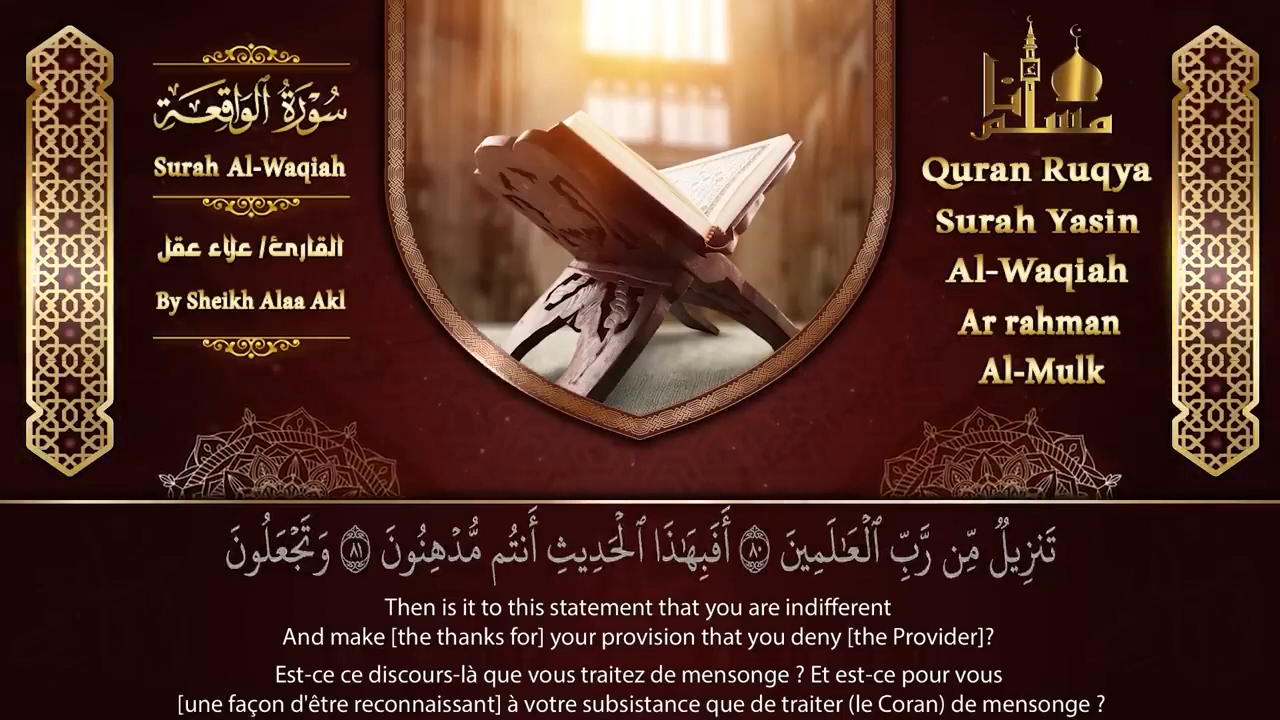 سُورَةُ الوَاقِعَة
Surah Al-Waqiah
القارئ/ علاء عقل
By Sheikh Alaa Akl
مسلم أنا
Quran Ruqya
Surah Yasin
Al-Waqiah
Ar rahman
Al-Mulk
تَنزِيلٌ مِّن رَّبِّ ٱلْعَـٰلَمِينَ ٨٠ أَفَبِهَـٰذَا ٱلْحَدِيثِ أَنتُم مُّدْهِنُونَ ٨١ وَتَجْعَلُونَ
Then is it to this statement that you are indifferent
And make [the thanks for] your provision that you deny [the Provider]?
Est-ce ce discours-là que vous traitez de mensonge ? Et est-ce pour vous
[une façon d'être reconnaissant] à votre subsistance que de traiter (le Coran) de mensonge ?